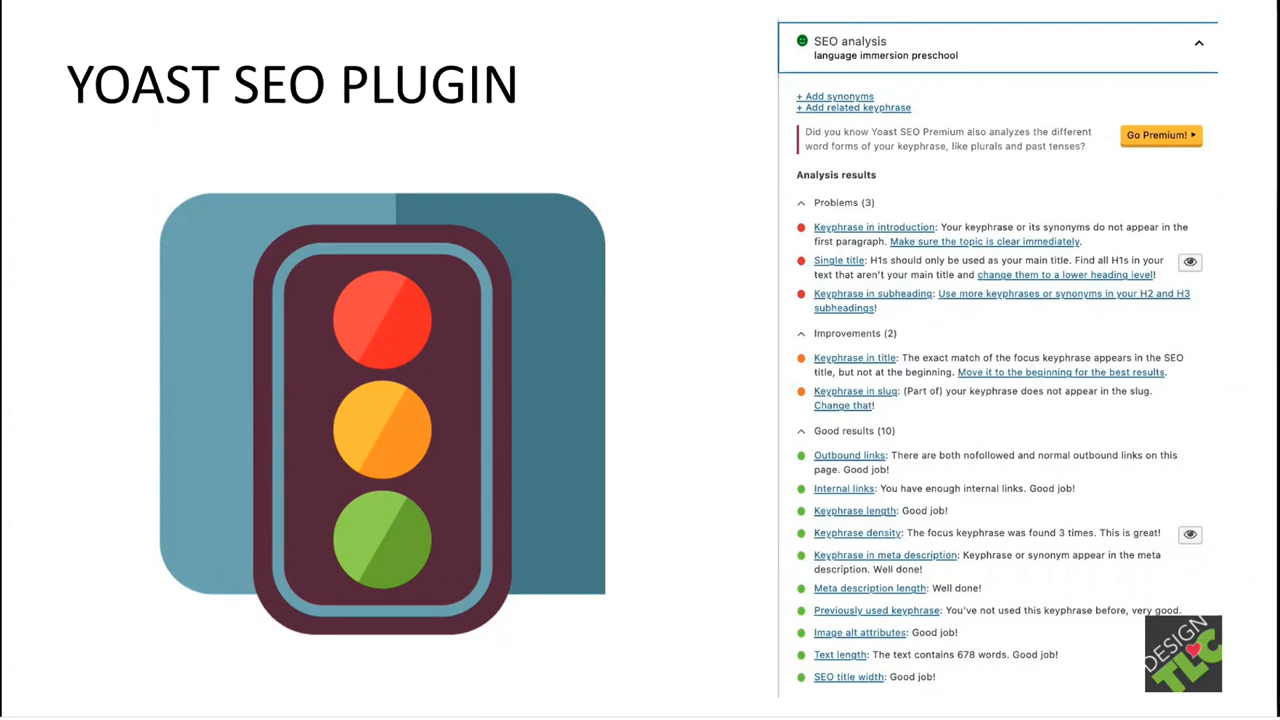 YOAST SEO PLUGIN
SEO analysis
language immersion preschool
+ Add synonyms
+ Add related keyphrase
Did you know Yoast SEO Premium also analyzes the different
word forms of your keyphrase, like plurals and past tenses?
Go Premium!
Analysis results
Problems (3)
Keyphrase in introduction: Your keyphrase or its synonyms do not appear in the
first paragraph. Make sure the topic is clear immediately.
Single title: H1s should only be used as your main title. Find all H1s in your
text that aren't your main title and change them to a lower heading level!
Keyphrase in subheading: Use more keyphrases or synonyms in your H2 and H3
subheadings!
Improvements (2)
Keyphrase in title: The exact match of the focus keyphrase appears in the SEO
title, but not at the beginning. Move it to the beginning for the best results.
Keyphrase in slug: (Part of) your keyphrase does not appear in the slug.
Change that!
Good results (10)
Outbound links: There are both nofollowed and normal outbound links on this
page. Good job!
Internal links: You have enough internal links. Good job!
Keyphrase length: Good job!
Keyphrase density: The focus keyphrase was found 3 times. This is great!
Keyphrase in meta description: Keyphrase or synonym appear in the meta
description. Well done!
Meta description length: Well done!
Previously used keyphrase: You've not used this keyphrase before, very good.
Image alt attributes: Good job!
Text length: The text contains 678 words. Good job!
SEO title width: Good job!
DESIGN
TLC